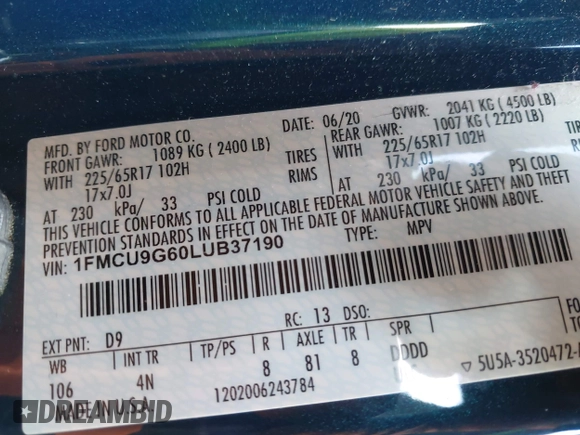 MFD. BY FORD MOTOR CO.
DATE: 06/20 GVWR: 2041 KG (4500 LB)
FRONT GAWR: 1089 KG (2400 LB)
REAR GAWR: 1007 KG (2220 LB)
WITH 225/65R17 102H TIRES 225/65R17 102H
17x7.0J RIMS 17x7.0J
AT 230 kPa/ 33 PSI COLD AT 230 kPa/ 33 PSI COLD
THIS VEHICLE CONFORMS TO ALL APPLICABLE FEDERAL MOTOR VEHICLE SAFETY AND THEFT
PREVENTION STANDARDS IN EFFECT ON THE DATE OF MANUFACTURE SHOWN ABOVE.
VIN: 1FMCU9G60LUB37190 TYPE: MPV
EXT PNT: D9 RC: 13 DSO:
WB INT TR TP/PS R AXLE TR SPR
106 4N 8 81 8 DDDD
MADE IN U.S.A. 1202006243784
5U5A-3520472-
DREAMBID